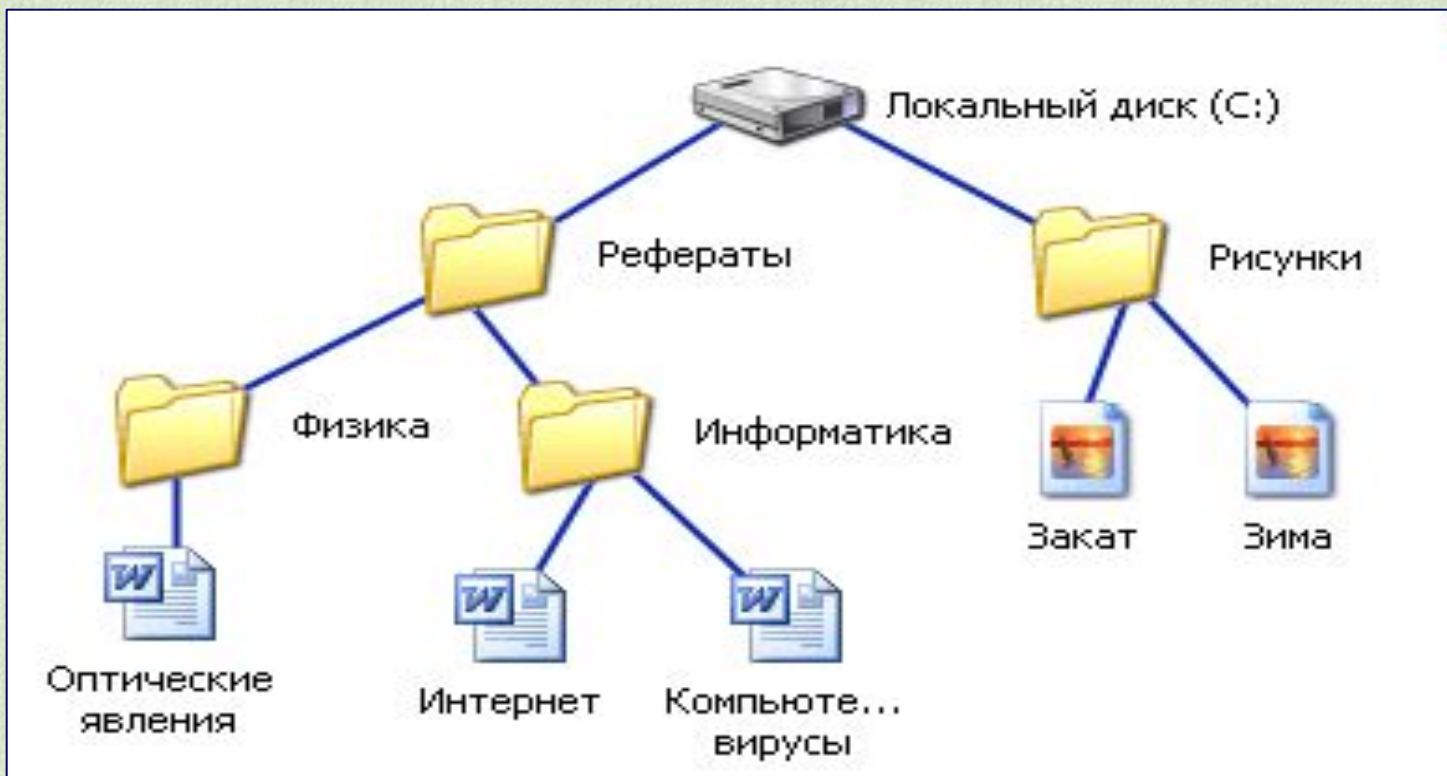 Локальный диск (C:)
Рефераты
Рисунки
Физика
Информатика
Закат
Зима
Оптические
явления
Интернет
Компьюте...
вирусы